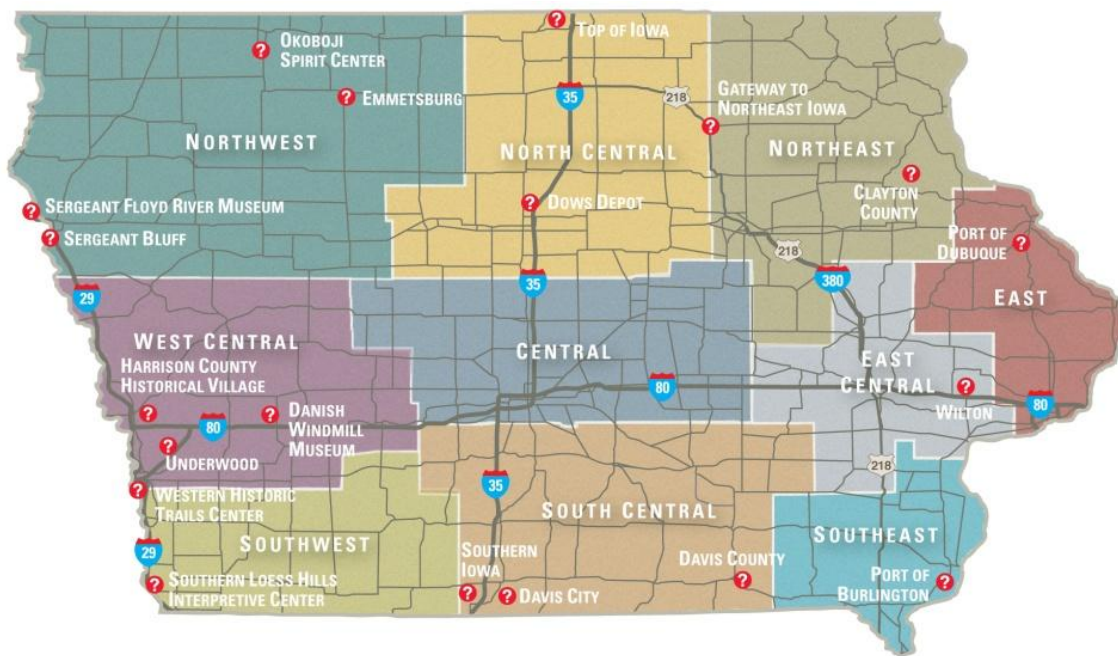 OKOBOJI
SPIRIT CENTER
TOP OF IOWA
EMMETSBURG
35
218
GATEWAY TO
NORTHEAST IOWA
NORTHWEST
NORTH CENTRAL
NORTHEAST
CLAYTON
COUNTY
SERGEANT FLOYD RIVER MUSEUM
DOWS DEPOT
SERGEANT BLUFF
218
PORT OF
DUBUQUE
29
35
380
EAST
WEST CENTRAL
CENTRAL
EAST
CENTRAL
HARRISON COUNTY
HISTORICAL VILLAGE
80
WILTON
80
DANISH
WINDMILL
MUSEUM
80
UNDERWOOD
218
35
WESTERN HISTORIC
TRAILS CENTER
SOUTH CENTRAL
SOUTHEAST
SOUTHWEST
29
SOUTHERN
IOWA
DAVIS COUNTY
SOUTHERN LOESS HILLS
INTERPRETIVE CENTER
DAVIS CITY
PORT OF
BURLINGTON